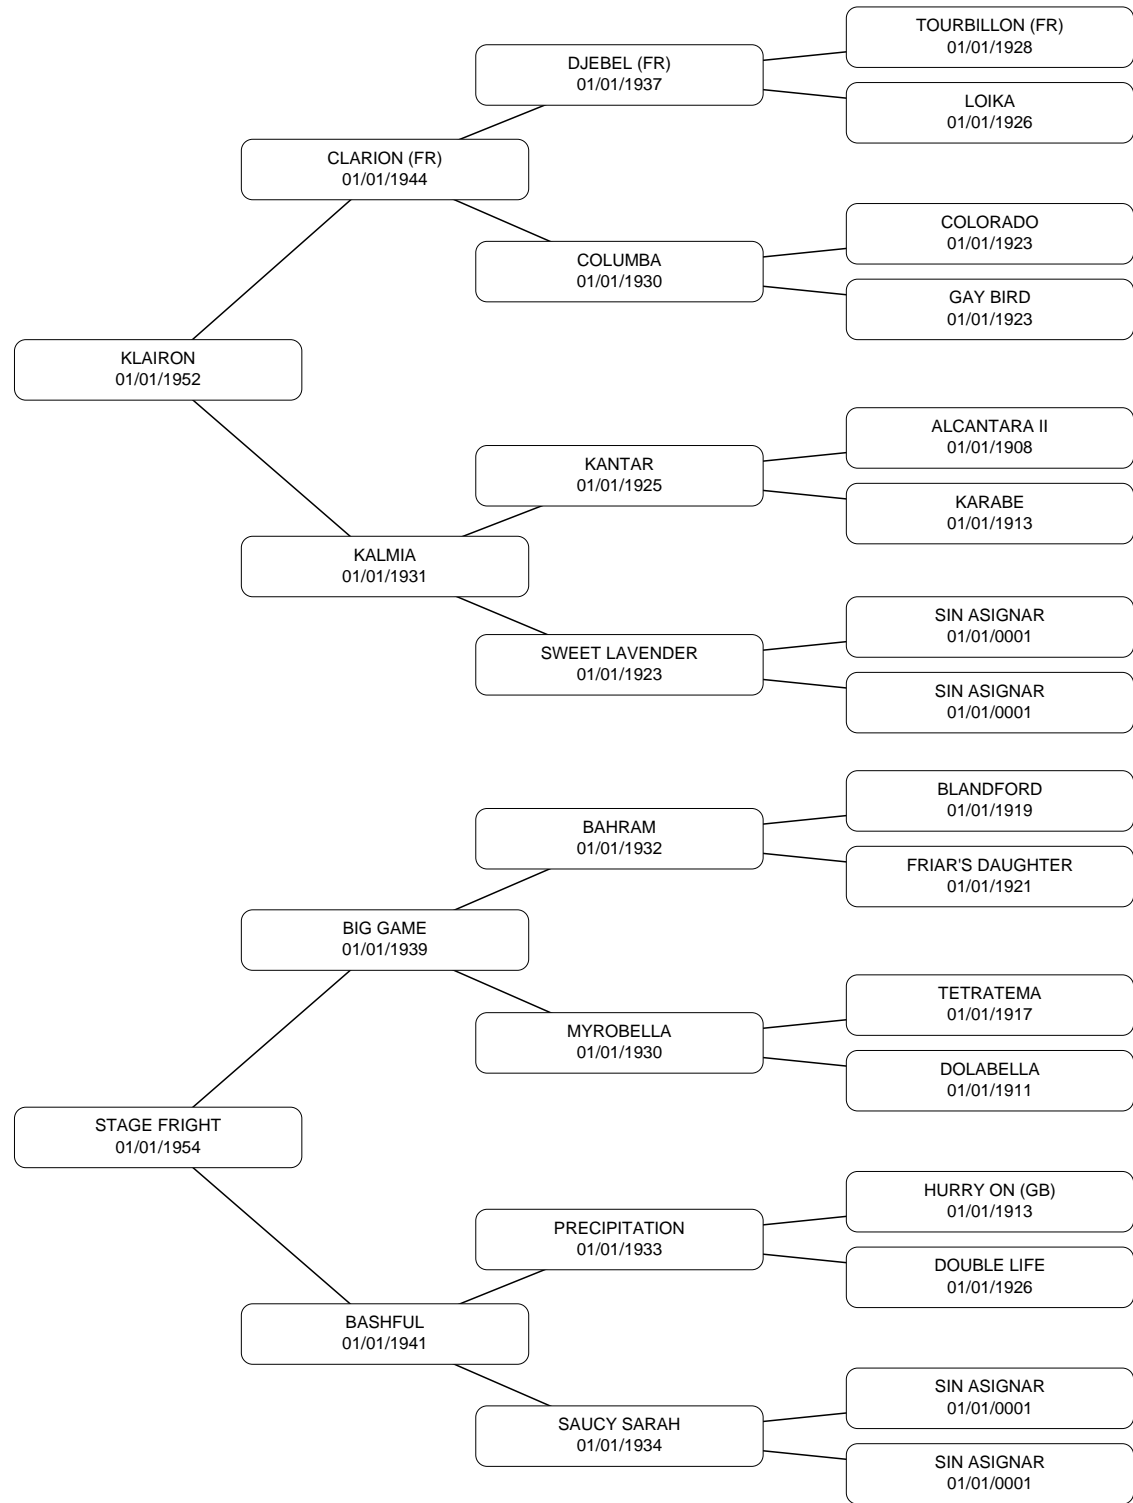 TOURBILLON (FR)
01/01/1928
DJEBEL (FR)
01/01/1937
LOIKA
01/01/1926
CLARION (FR)
01/01/1944
COLORADO
01/01/1923
COLUMBA
01/01/1930
GAY BIRD
01/01/1923
KLAIRON
01/01/1952
ALCANTARA II
01/01/1908
KANTAR
01/01/1925
KARABE
01/01/1913
KALMIA
01/01/1931
SIN ASIGNAR
01/01/0001
SWEET LAVENDER
01/01/1923
SIN ASIGNAR
01/01/0001
BLANDFORD
01/01/1919
BAHRAM
01/01/1932
FRIAR'S DAUGHTER
01/01/1921
BIG GAME
01/01/1939
TETRATEMA
01/01/1917
MYROBELLA
01/01/1930
DOLABELLA
01/01/1911
STAGE FRIGHT
01/01/1954
HURRY ON (GB)
01/01/1913
PRECIPITATION
01/01/1933
DOUBLE LIFE
01/01/1926
BASHFUL
01/01/1941
SIN ASIGNAR
01/01/0001
SAUCY SARAH
01/01/1934
SIN ASIGNAR
01/01/0001